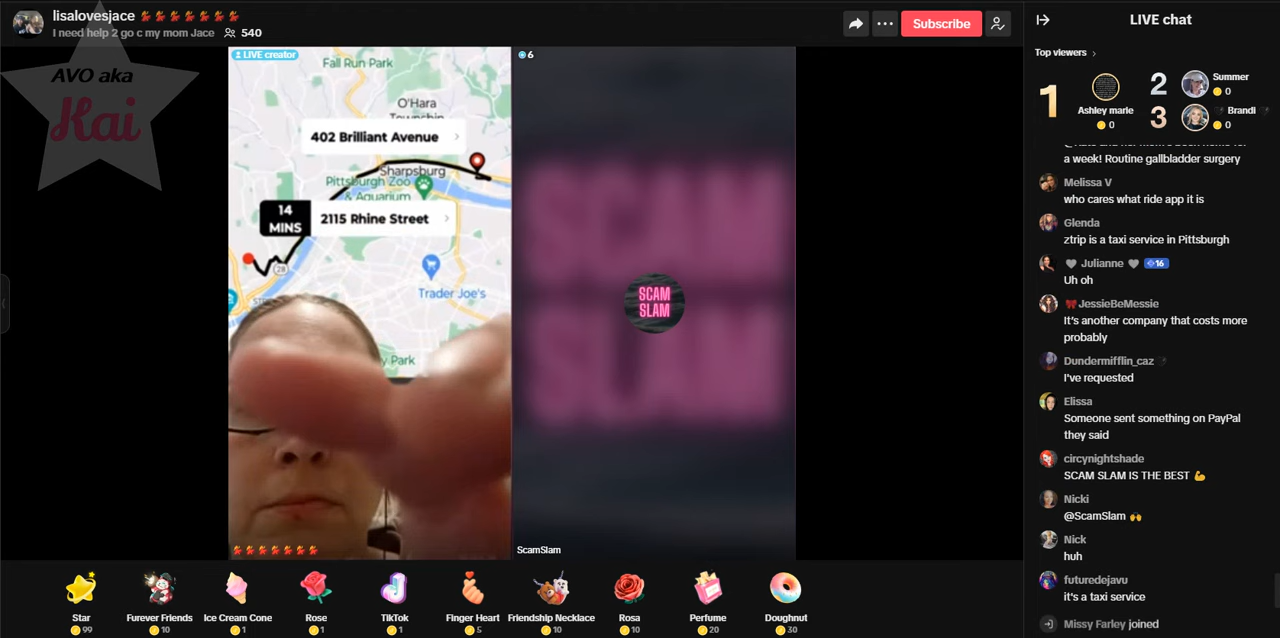 lisalovesjace
I need help 2 go c my mom Jace 540
AVO aka
Kai
Subscribe
LIVE creator
Fall Run Park
O'Hara
Township
402 Brilliant Avenue
Sharpsburg
Pittsburgh Zoo
& Aquarium
14
MINS
2115 Rhine Street
28
Trader Joe's
y Park
6
SCAM
SLAM
SCAM
SLAM
ScamSlam
Star
99
Furever Friends
10
Ice Cream Cone
1
Rose
1
TikTok
1
Finger Heart
5
Friendship Necklace
10
Rosa
10
Perfume
20
Doughnut
30
LIVE chat
Top viewers
1
Ashley marie
0
2
Summer
0
3
Brandi
0
a week! Routine gallbladder surgery
Melissa V
who cares what ride app it is
Glenda
ztrip is a taxi service in Pittsburgh
Julianne 16
Uh oh
JessieBeMessie
It's another company that costs more
probably
Dundermifflin_caz
I've requested
Elissa
Someone sent something on PayPal
they said
circynightshade
SCAM SLAM IS THE BEST 💪
Nicki
@ScamSlam 🙌
Nick
huh
futuredejavu
it's a taxi service
Missy Farley joined